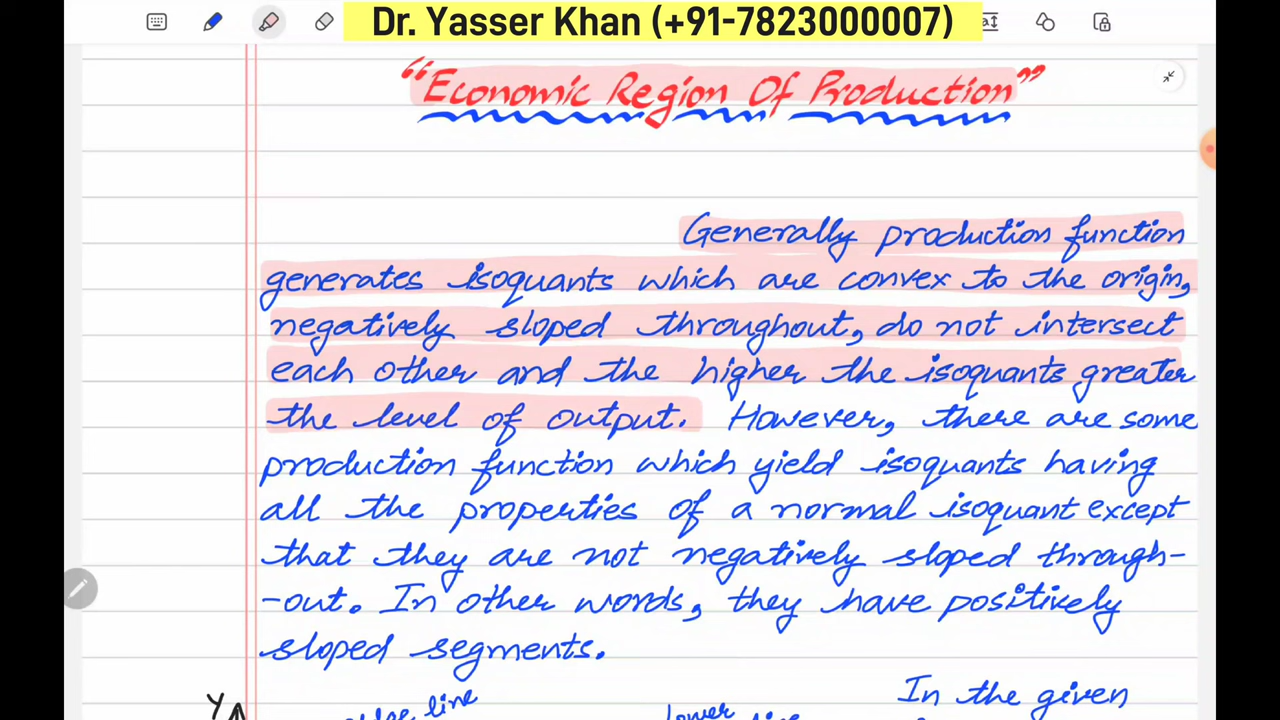 Dr. Yasser Khan (+91-7823000007)
"Economic Region Of Production"
Generally production function
generates isoquants which are convex to the origin,
negatively sloped throughout, do not intersect
each other and the higher the isoquants greater
the level of output. However, there are some
production function which yield isoquants having
all the properties of a normal isoquant except
that they are not negatively sloped through-
-out. In other words, they have positively
sloped segments.
In the given
Y
line
lower